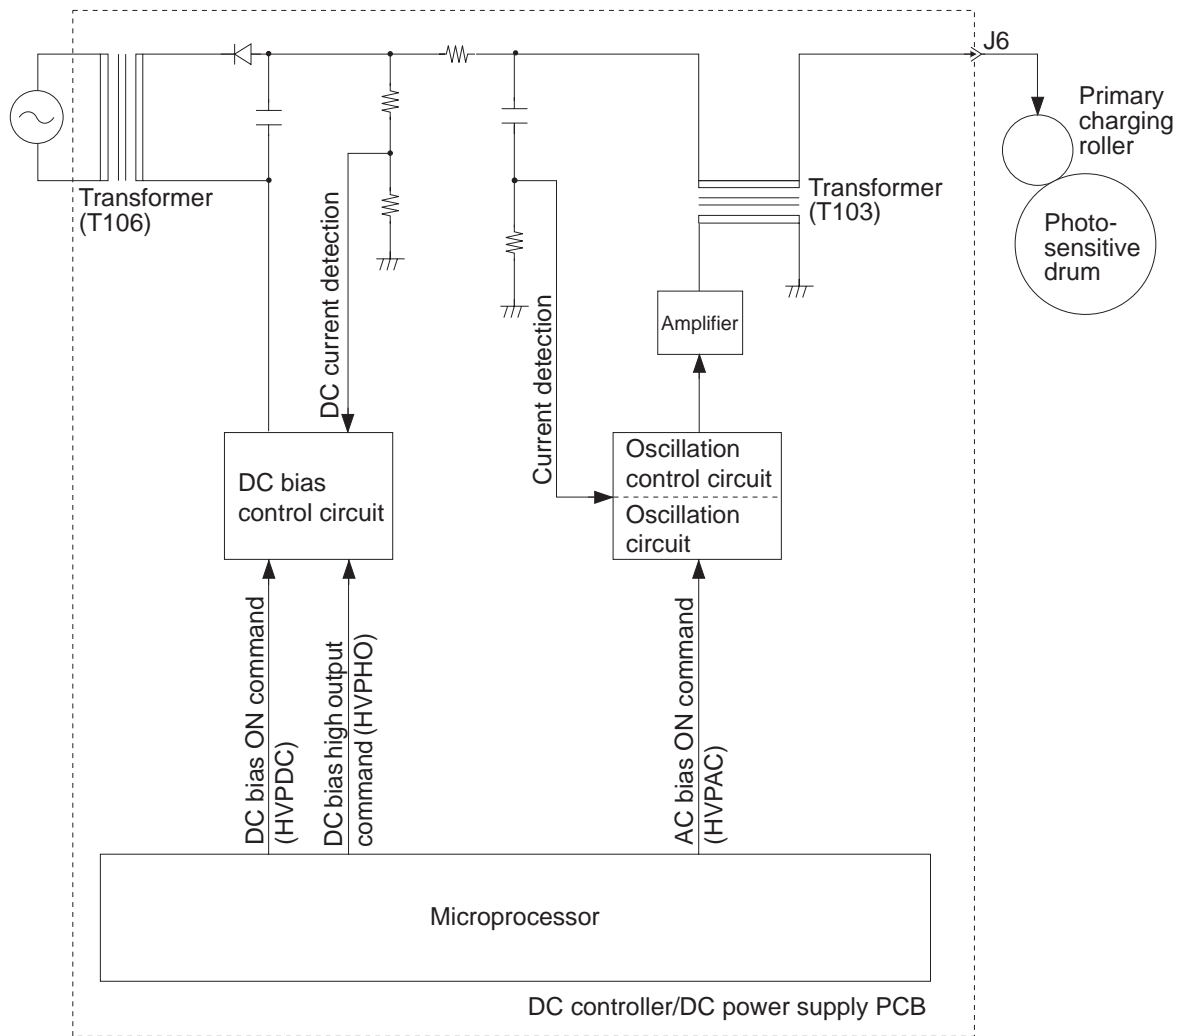 J6
Primary
charging
roller
Transformer
(T106)
Transformer
(T103)
Photo-
sensitive
drum
DC current detection
Current detection
Amplifier
DC bias
control circuit
Oscillation
control circuit
Oscillation
circuit
DC bias ON command
(HVPDC)
DC bias high output
command (HVPHO)
AC bias ON command
(HVPAC)
Microprocessor
DC controller/DC power supply PCB